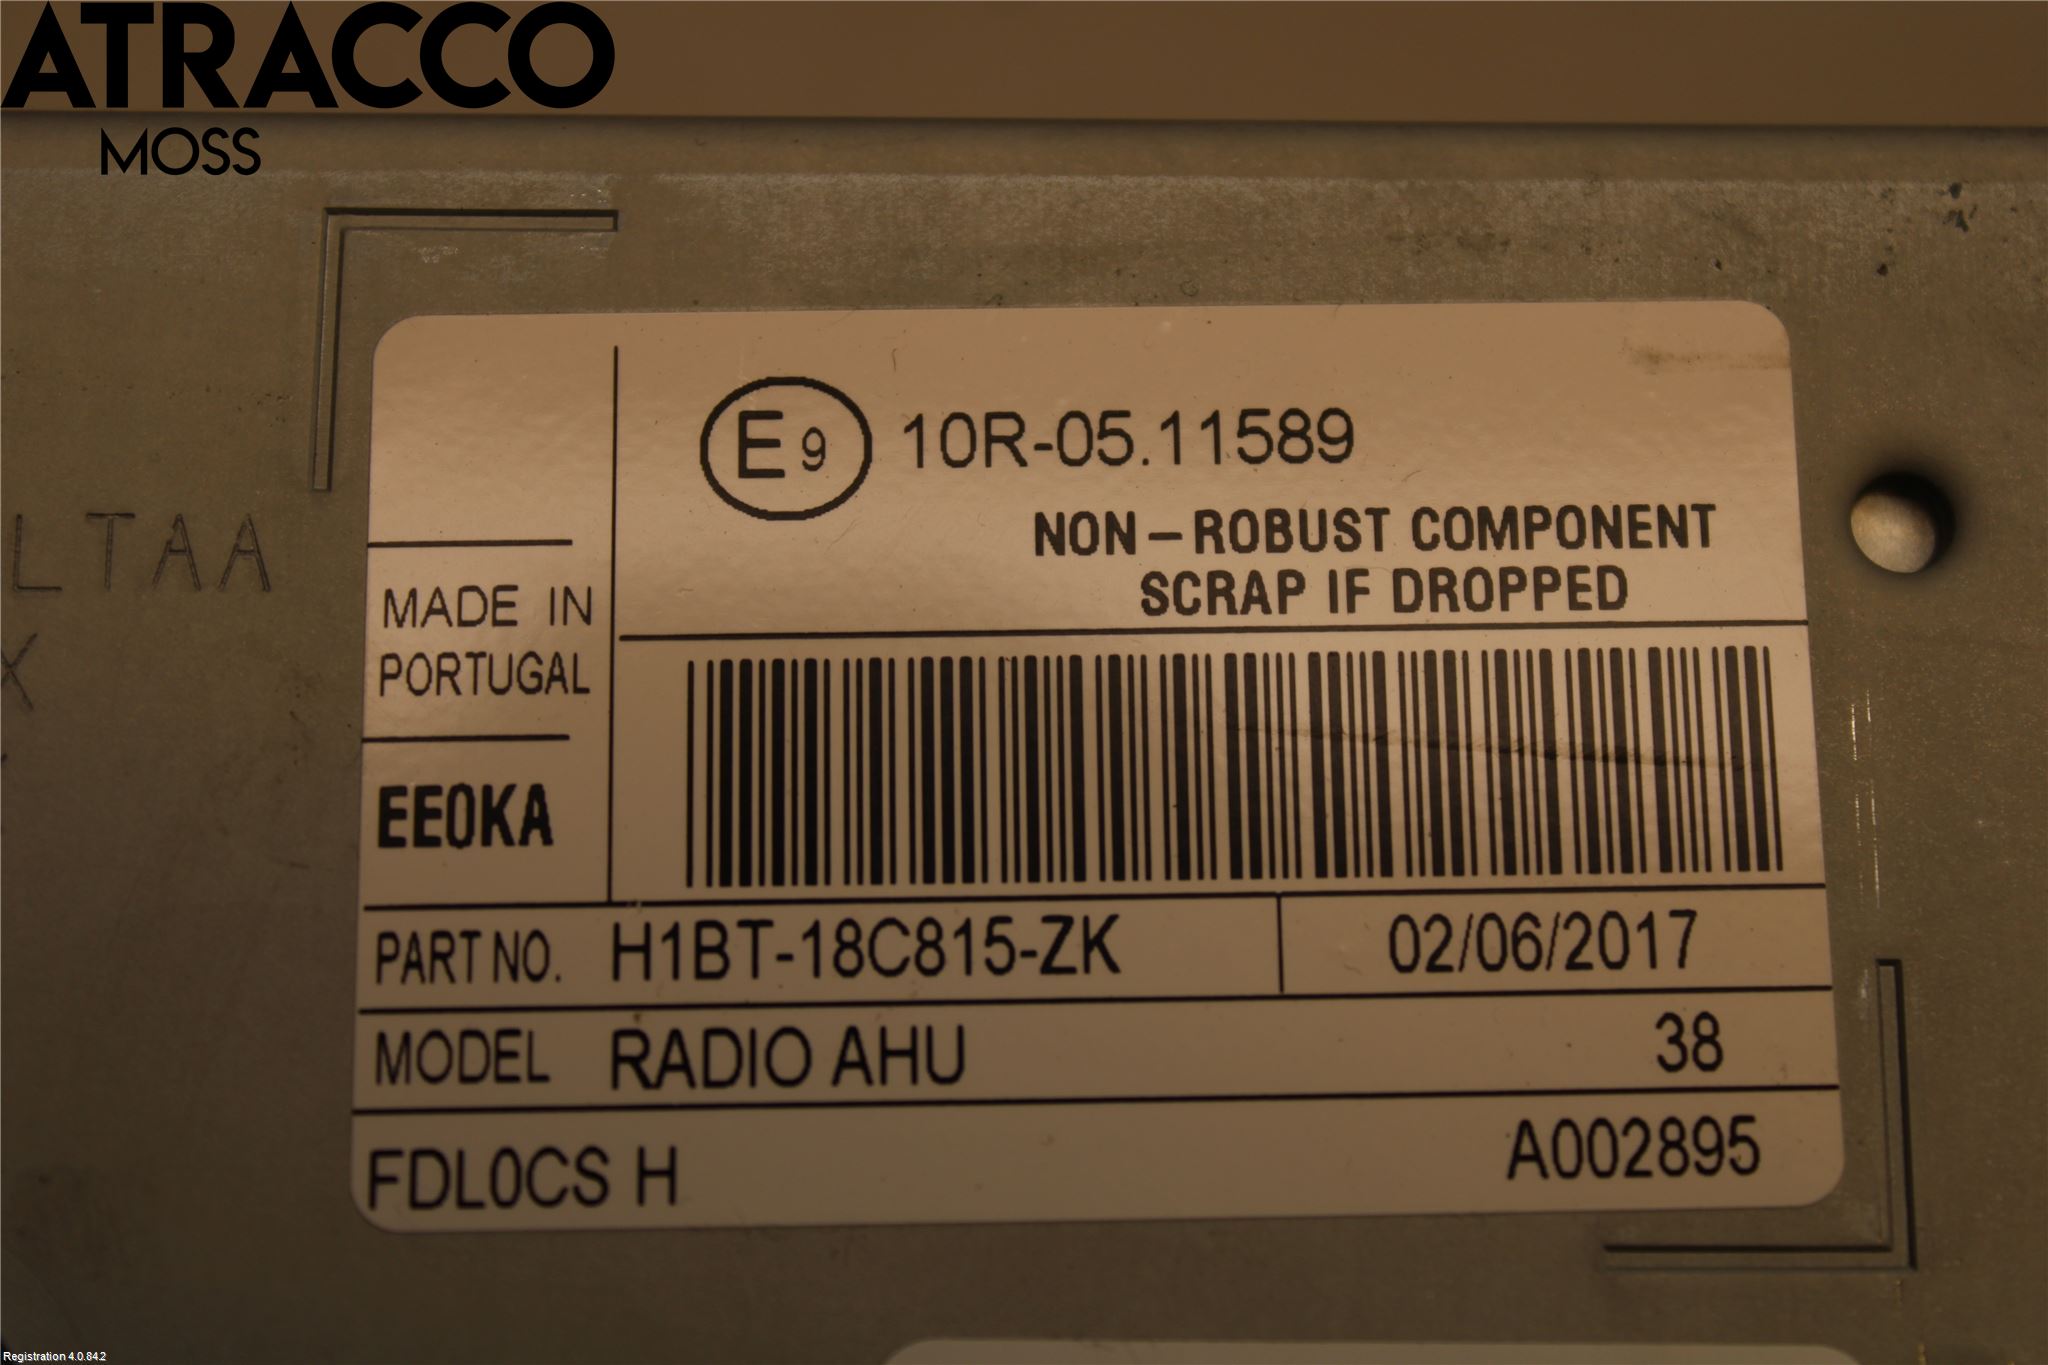 ATRACCO
MOSS
LTAA
X
E9 10R-05.11589
NON-ROBUST COMPONENT
SCRAP IF DROPPED
MADE IN
PORTUGAL
EE0KA
PART NO. H1BT-18C815-ZK 02/06/2017
MODEL RADIO AHU 38
FDL0CS H A002895
Registration 4.0.84.2